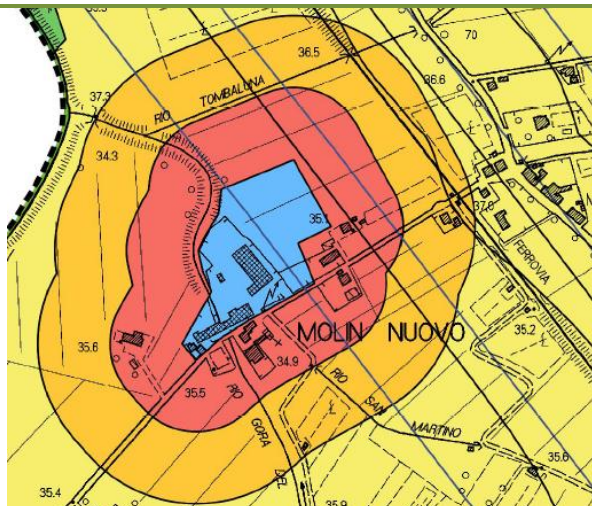 36.5
70
37.3
RIO TOMBALUNA
36.6
34.3
35.1
37.0
FERROVIA
MOLIN NUOVO
35.2
35.6
34.9
35.5
RIO
RIO SAN MARTINO
GORA DEL
35.6
35.4
35.9